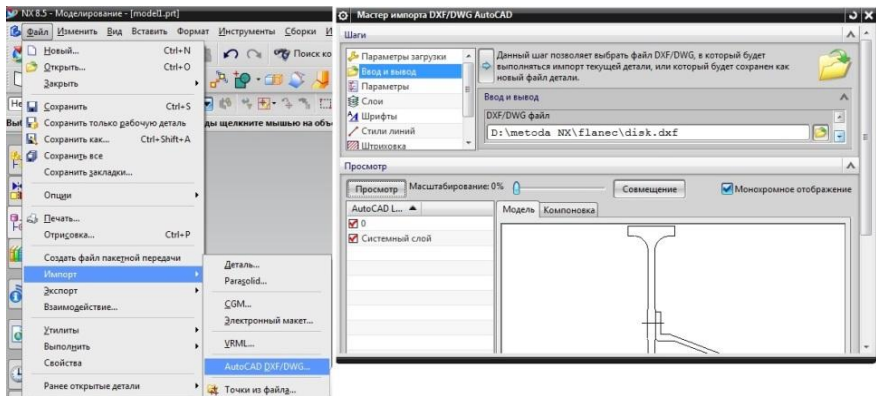 NX 8.5 - Моделирование - [model1.prt]
Файл Изменить Вид Вставить Формат Инструменты Сборки
Новый... Ctrl+N
Открыть... Ctrl+O
Закрыть
Сохранить Ctrl+S
Сохранить только рабочую деталь
Сохранить как... Ctrl+Shift+A
Сохранить все
Сохранить закладки...
Опции
Печать... Ctrl+P
Отрисовка...
Создать файл пакетной передачи
Импорт
Экспорт
Взаимодействие...
Утилиты
Выполнить
Свойства
Ранее открытые детали
Поиск ко
ды щелкните мышью на объ
Деталь...
Parasolid...
CGM...
Электронный макет...
VRML...
AutoCAD DXF/DWG...
Точки из файла...
Мастер импорта DXF/DWG AutoCAD
Шаги
Параметры загрузки
Ввод и вывод
Параметры
Слои
Шрифты
Стили линий
Штриховка
Данный шаг позволяет выбрать файл DXF/DWG, в который будет
выполняться импорт текущей детали, или который будет сохранен как
новый файл детали.
Ввод и вывод
DXF/DWG файл
D:\metoda NX\flanec\disk.dxf
Просмотр
Просмотр Масштабирование: 0% Совмещение Монохромное отображение
AutoCAD L...
0
Системный слой
Модель Компоновка